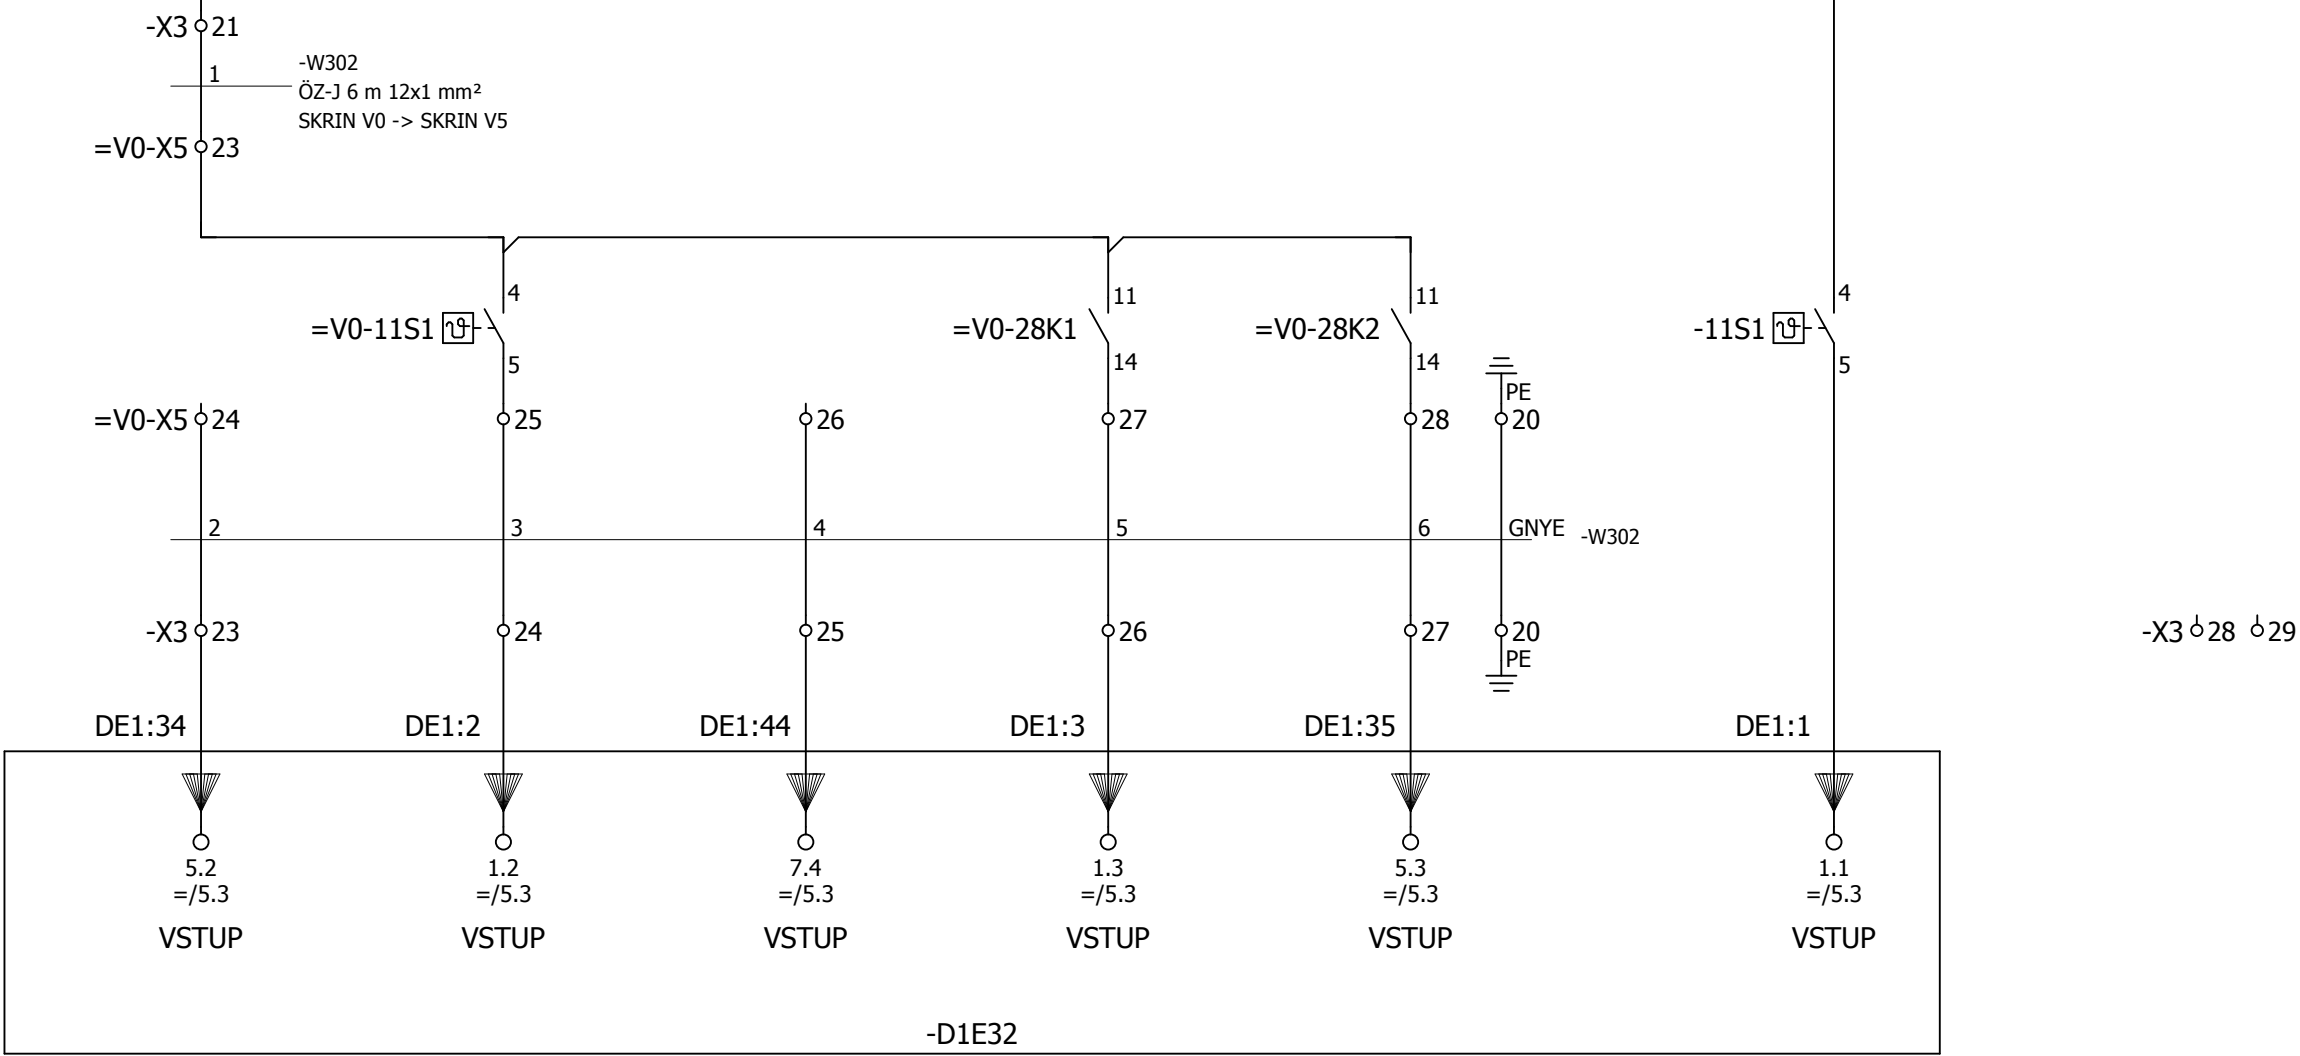 -X3 21
1
-W302
ÖZ-J 6 m 12x1 mm²
SKRIN V0 -> SKRIN V5
=V0-X5 23
4 11 11 4
=V0-11S1 =V0-28K1 =V0-28K2 -11S1
5 14 14 5
PE
=V0-X5 24 25 26 27 28 20
2 3 4 5 6 GNYE -W302
-X3 23 24 25 26 27 20 -X3 28 29
PE
DE1:34 DE1:2 DE1:44 DE1:3 DE1:35 DE1:1
5.2 1.2 7.4 1.3 5.3 1.1
=/5.3 =/5.3 =/5.3 =/5.3 =/5.3 =/5.3
VSTUP VSTUP VSTUP VSTUP VSTUP VSTUP
-D1E32